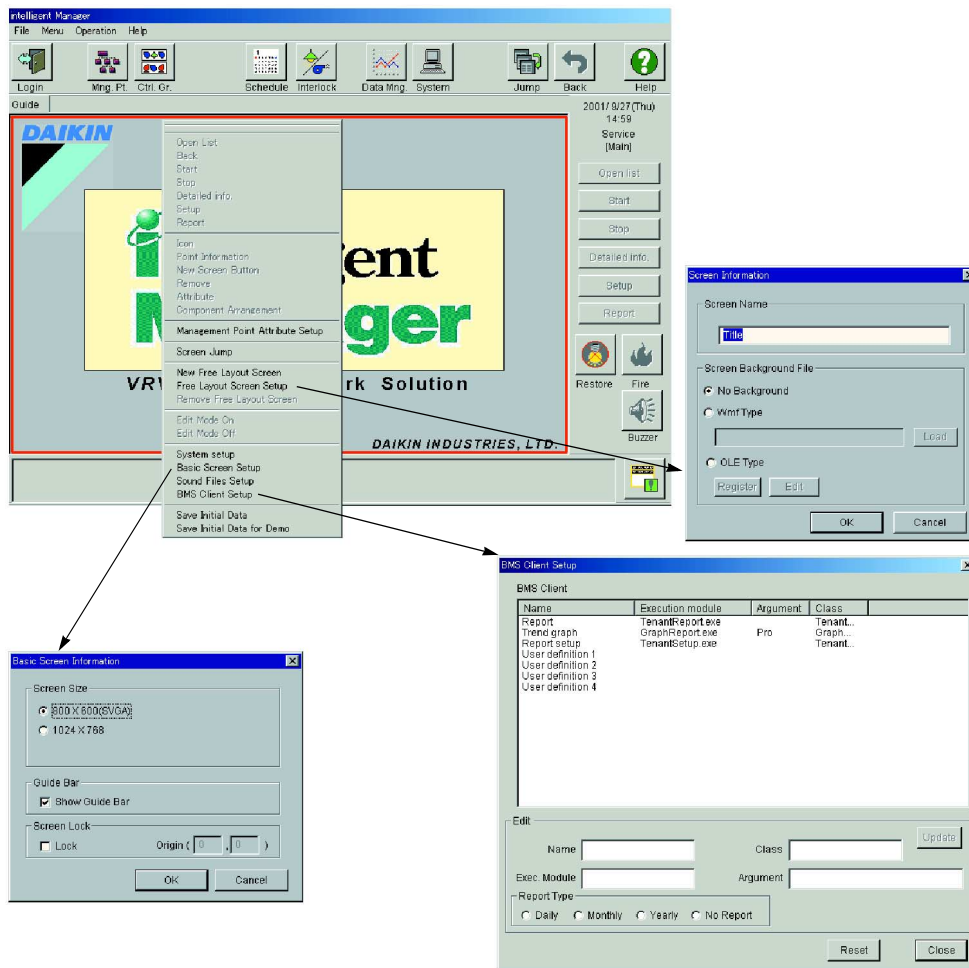 intelligent Manager
File Menu Operation Help
Login Mng. Pt. Ctrl. Gr. Schedule Interlock Data Mng. System Jump Back Help
Guide
2001/ 9/27(Thu)
14:59
Service
[Main]
DAIKIN
Open List
Back
Start
Stop
Detailed info.
Setup
Report
Icon
Point Information
New Screen Button
Remove
Attribute
Component Arrangement
Management Point Attribute Setup
Screen Jump
New Free Layout Screen
Free Layout Screen Setup
Remove Free Layout Screen
Edit Mode On
Edit Mode Off
System setup
Basic Screen Setup
Sound Files Setup
BMS Client Setup
Save Initial Data
Save Initial Data for Demo
i ent
M ger
VRV rk Solution
DAIKIN INDUSTRIES, LTD.
Open list
Start
Stop
Detailed info.
Setup
Report
Restore Fire
Buzzer
Screen Information
Screen Name
Title
Screen Background File
No Background
Wmf Type
Load
OLE Type
Register Edit
OK Cancel
BMS Client Setup
BMS Client
Name Execution module Argument Class
Report TenantReport.exe Tenant...
Trend graph GraphReport.exe Pro Graph...
Report setup TenantSetup.exe Tenant...
User definition 1
User definition 2
User definition 3
User definition 4
Edit
Name Class Update
Exec. Module Argument
Report Type
Daily Monthly Yearly No Report
Reset Close
Basic Screen Information
Screen Size
800 X 600(SVGA)
1024 X 768
Guide Bar
Show Guide Bar
Screen Lock
Lock Origin ( 0 , 0 )
OK Cancel